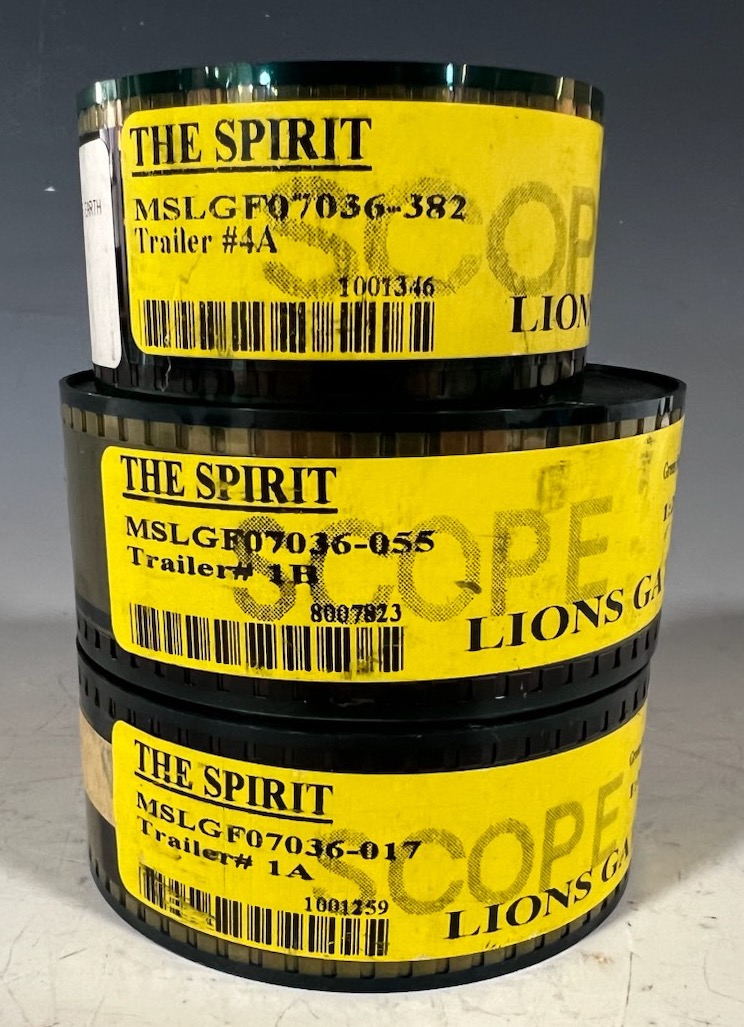 THE SPIRIT
SCOPE
MSLGF07036-382
Trailer #4A
1001346
LIONS
THE SPIRIT
SCOPE
MSLGF07036-055
Trailer# 1B
8007823
LIONS GA
THE SPIRIT
SCOPE
MSLGF07036-017
Trailer# 1A
1001259
LIONS GA